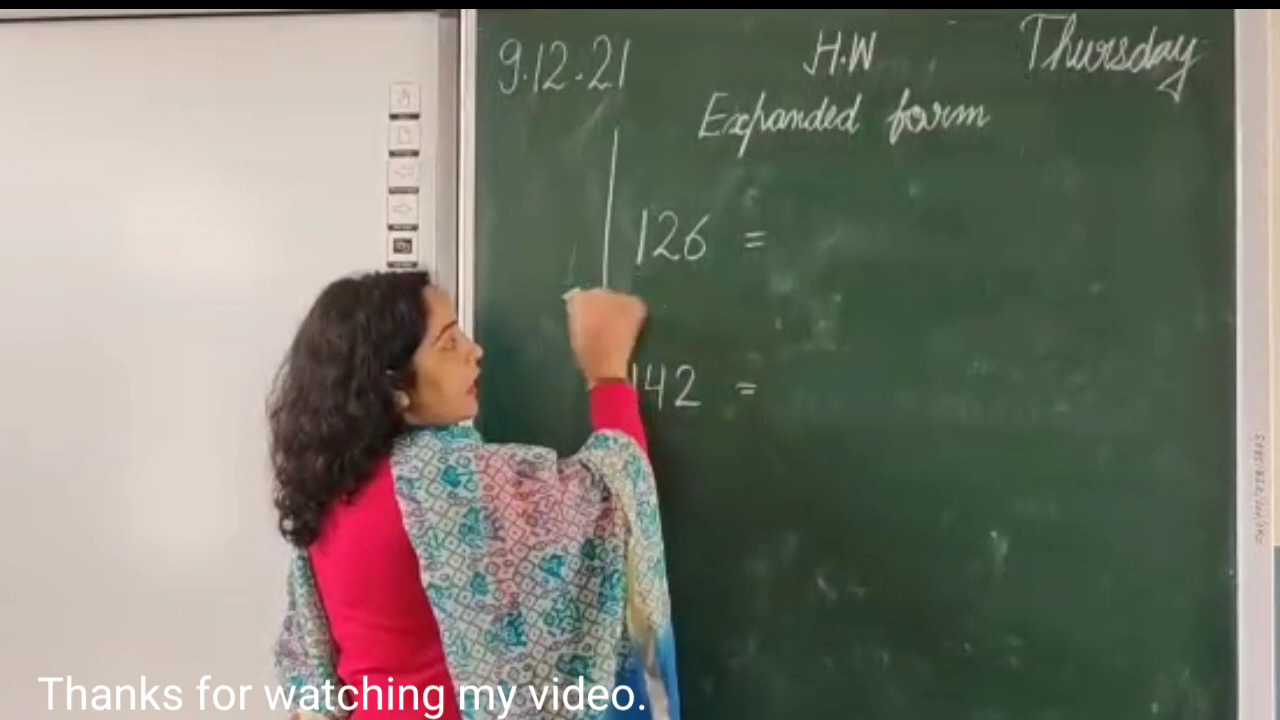 9.12.21 H.W Thursday
Expanded form
126 =
142 =
Thanks for watching my video.